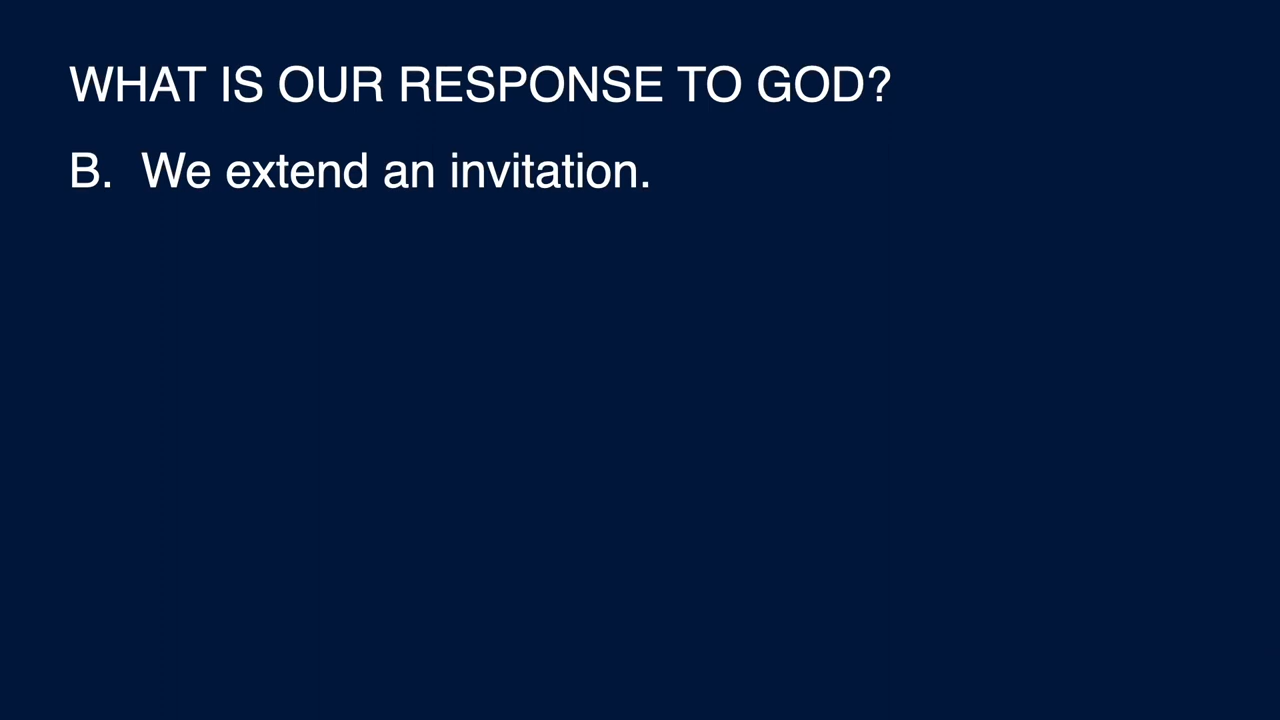 WHAT IS OUR RESPONSE TO GOD?
B. We extend an invitation.